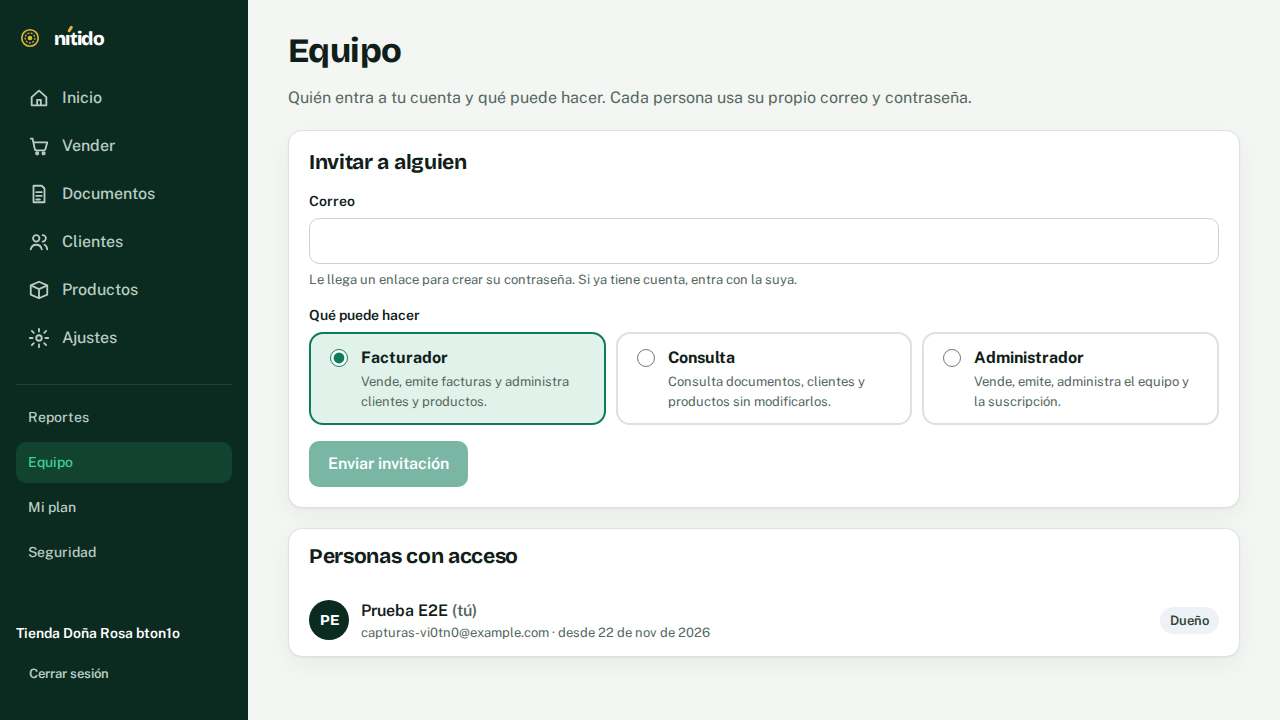 nítido
Inicio
Vender
Documentos
Clientes
Productos
Ajustes
Reportes
Equipo
Mi plan
Seguridad
Tienda Doña Rosa bton1o
Cerrar sesión
Equipo
Quién entra a tu cuenta y qué puede hacer. Cada persona usa su propio correo y contraseña.
Invitar a alguien
Correo
Le llega un enlace para crear su contraseña. Si ya tiene cuenta, entra con la suya.
Qué puede hacer
Facturador
Vende, emite facturas y administra
clientes y productos.
Consulta
Consulta documentos, clientes y
productos sin modificarlos.
Administrador
Vende, emite, administra el equipo y
la suscripción.
Enviar invitación
Personas con acceso
PE
Prueba E2E (tú)
capturas-vi0tn0@example.com · desde 22 de nov de 2026
Dueño